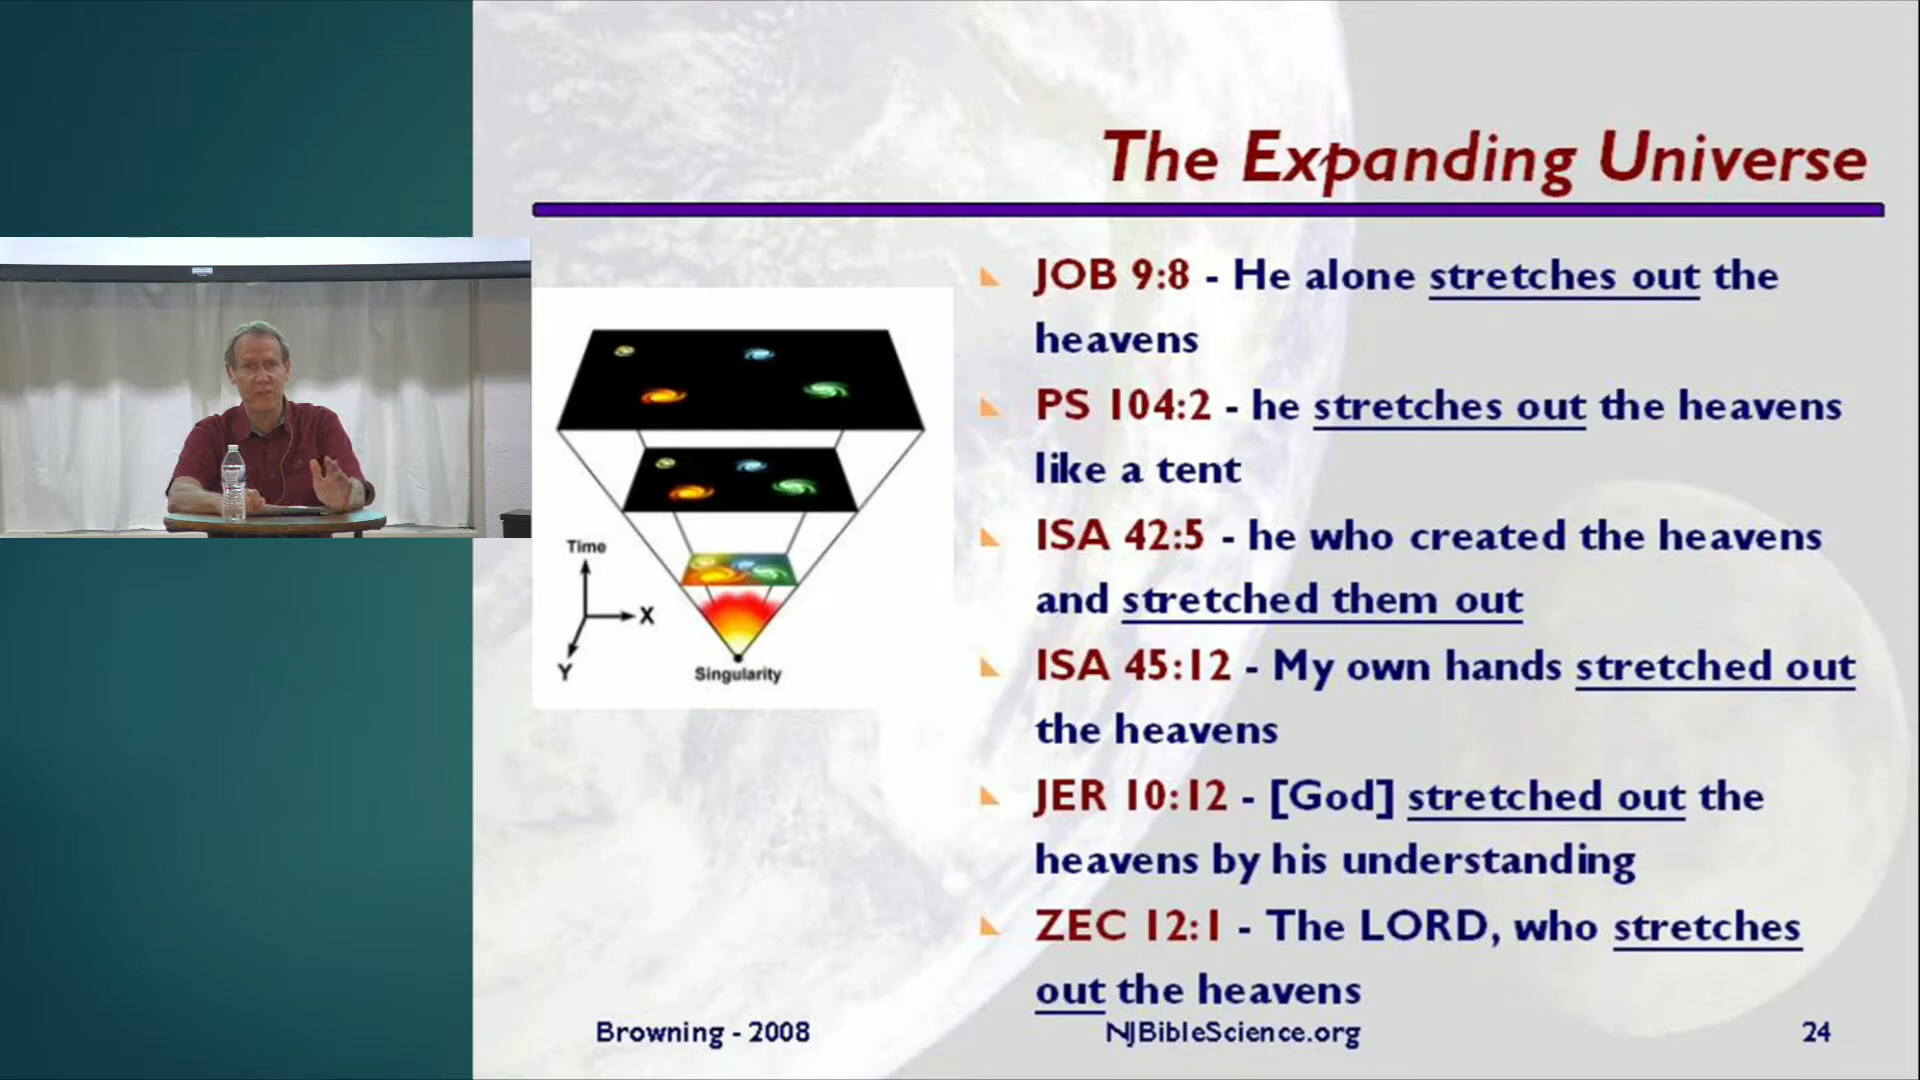 The Expanding Universe
JOB 9:8 - He alone stretches out the
heavens
PS 104:2 - he stretches out the heavens
like a tent
ISA 42:5 - he who created the heavens
and stretched them out
ISA 45:12 - My own hands stretched out
the heavens
JER 10:12 - [God] stretched out the
heavens by his understanding
ZEC 12:1 - The LORD, who stretches
out the heavens
Time
X
Y
Singularity
Browning - 2008
NJBibleScience.org
24